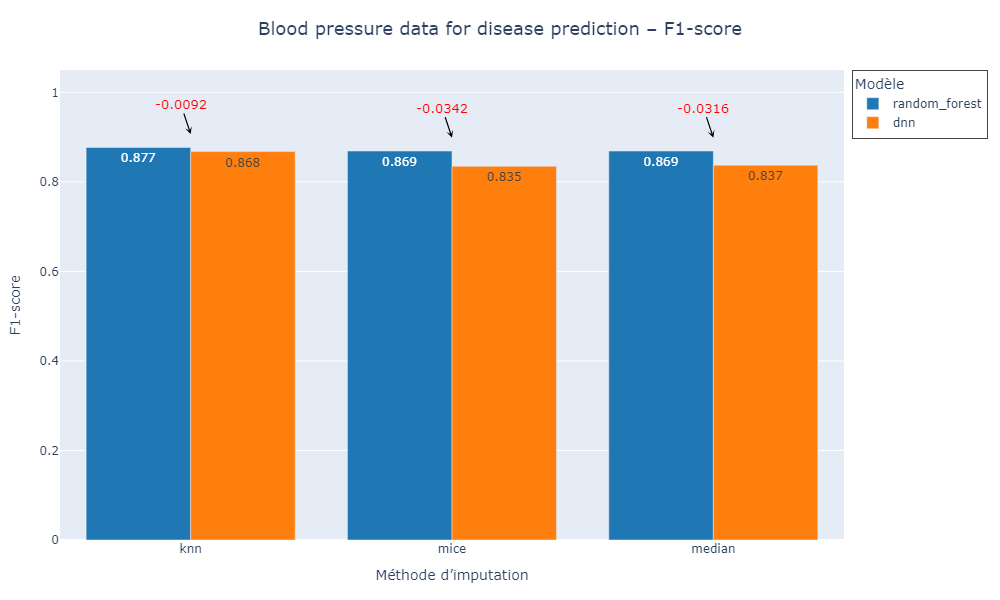 Blood pressure data for disease prediction – F1-score
Modèle
random_forest
dnn
F1-score
1
0.8
0.6
0.4
0.2
0
-0.0092
-0.0342
-0.0316
0.877
0.868
0.869
0.835
0.869
0.837
knn
mice
median
Méthode d’imputation